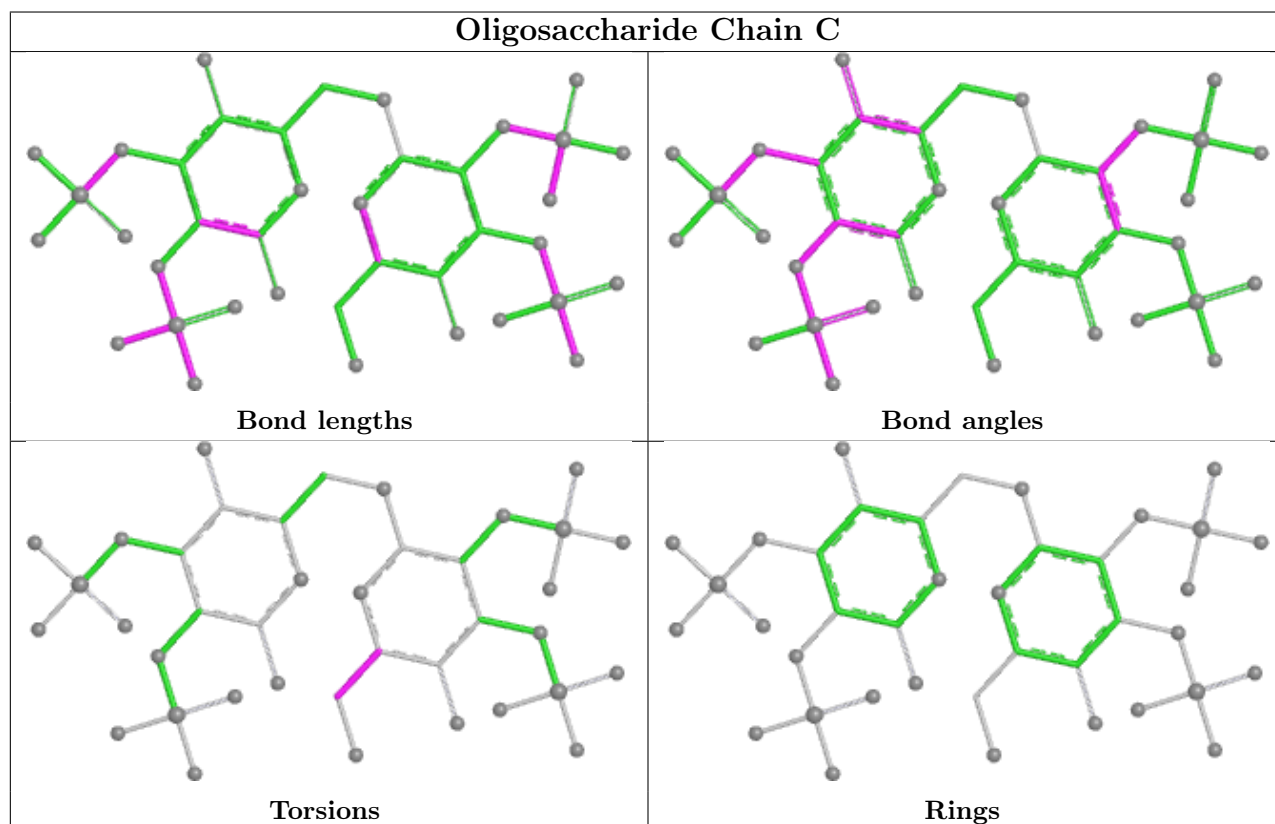 Oligosaccharide Chain C
Bond lengths
Bond angles
Torsions
Rings